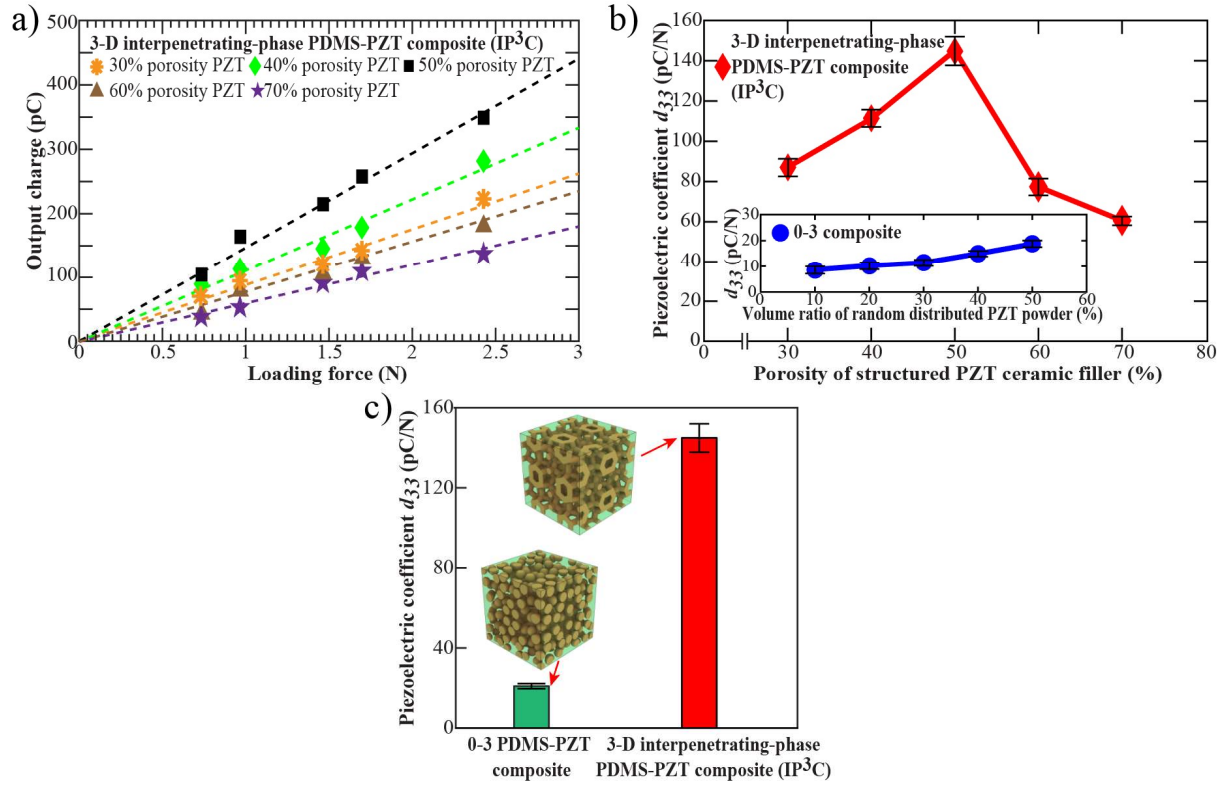 a)
500
400
300
200
100
0
Output charge (pC)
3-D interpenetrating-phase PDMS-PZT composite (IP³C)
30% porosity PZT 40% porosity PZT 50% porosity PZT
60% porosity PZT 70% porosity PZT
0 0.5 1 1.5 2 2.5 3
Loading force (N)
b)
160
140
120
100
80
60
40
20
0
Piezoelectric coefficient d33 (pC/N)
3-D interpenetrating-phase
PDMS-PZT composite
(IP³C)
30
20
10
0
d33 (pC/N)
0-3 composite
0 10 20 30 40 50 60
Volume ratio of random distributed PZT powder (%)
0 30 40 50 60 70 80
Porosity of structured PZT ceramic filler (%)
c)
160
120
80
40
0
Piezoelectric coefficient d33 (pC/N)
0-3 PDMS-PZT
composite
3-D interpenetrating-phase
PDMS-PZT composite (IP³C)